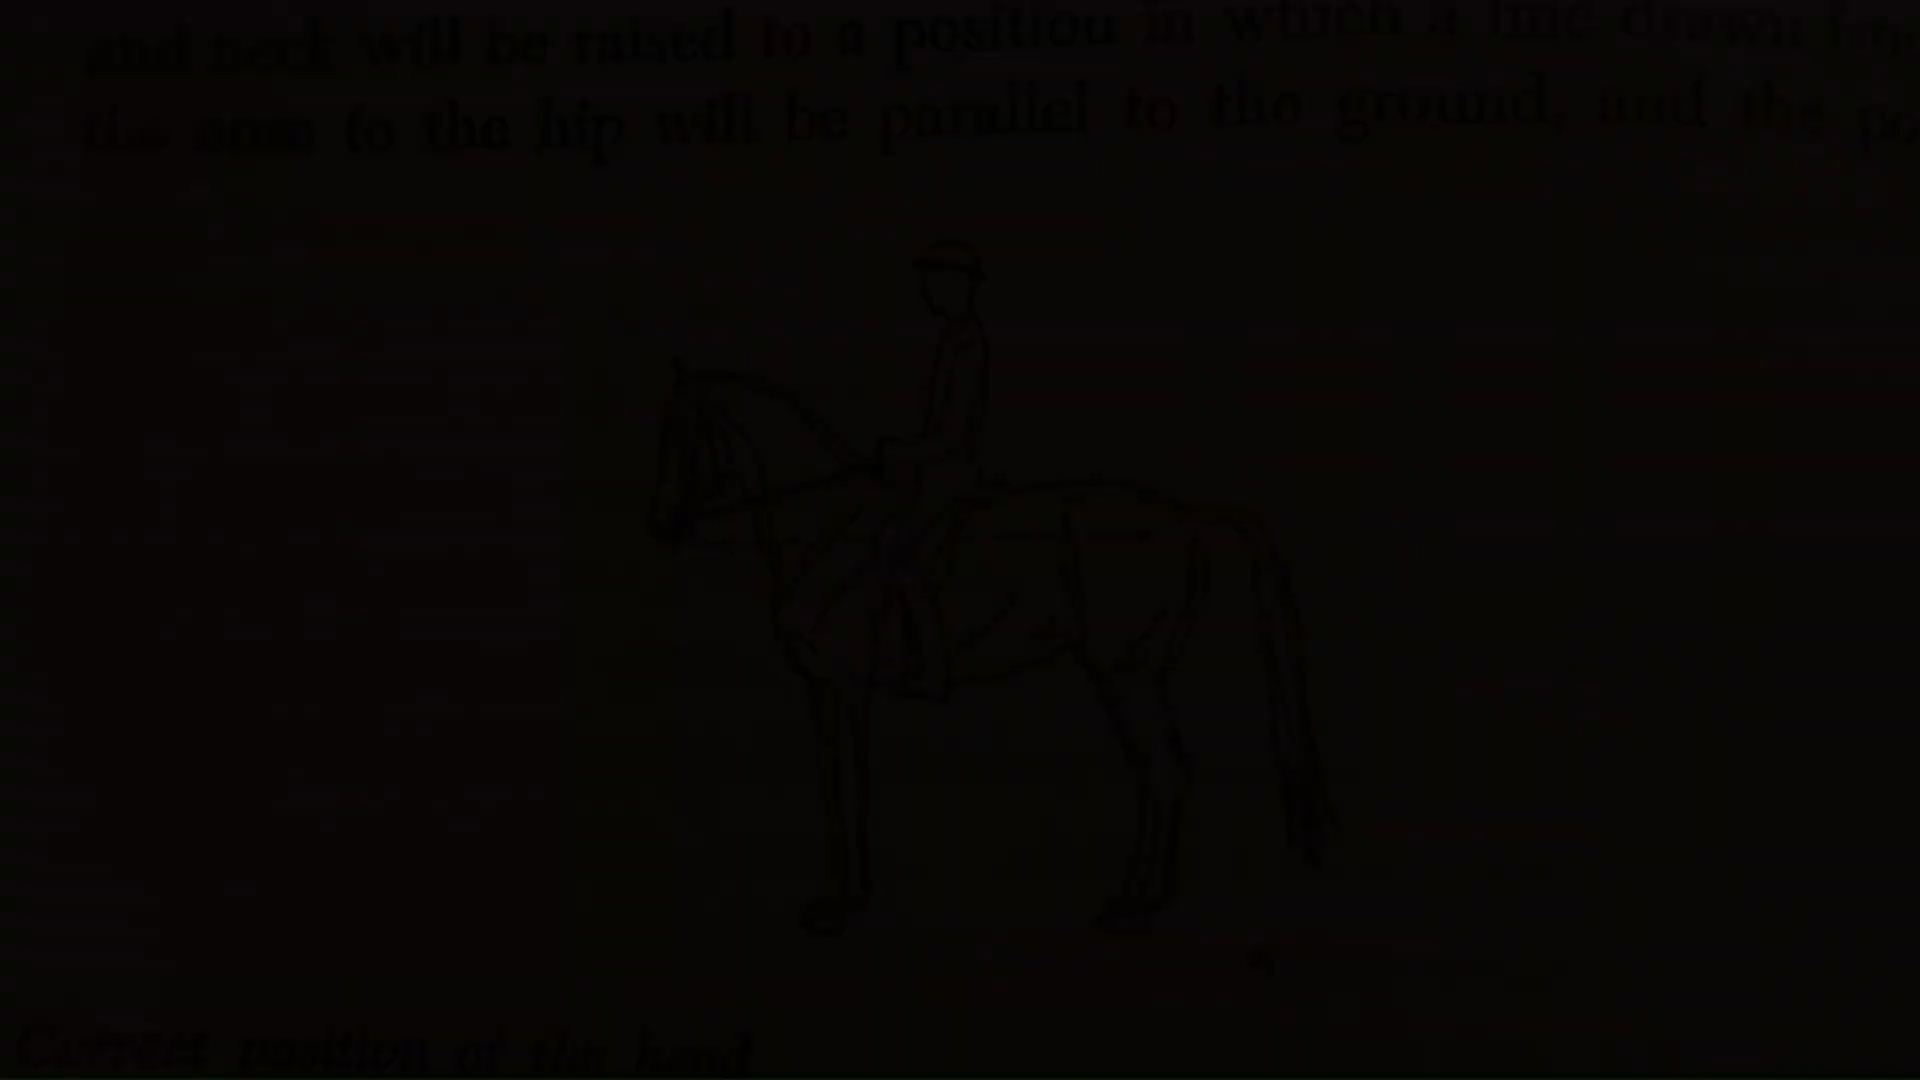 and neck will be raised to a position in which a line drawn
the nose to the hip will be parallel to the ground, and the
Correct position of the head